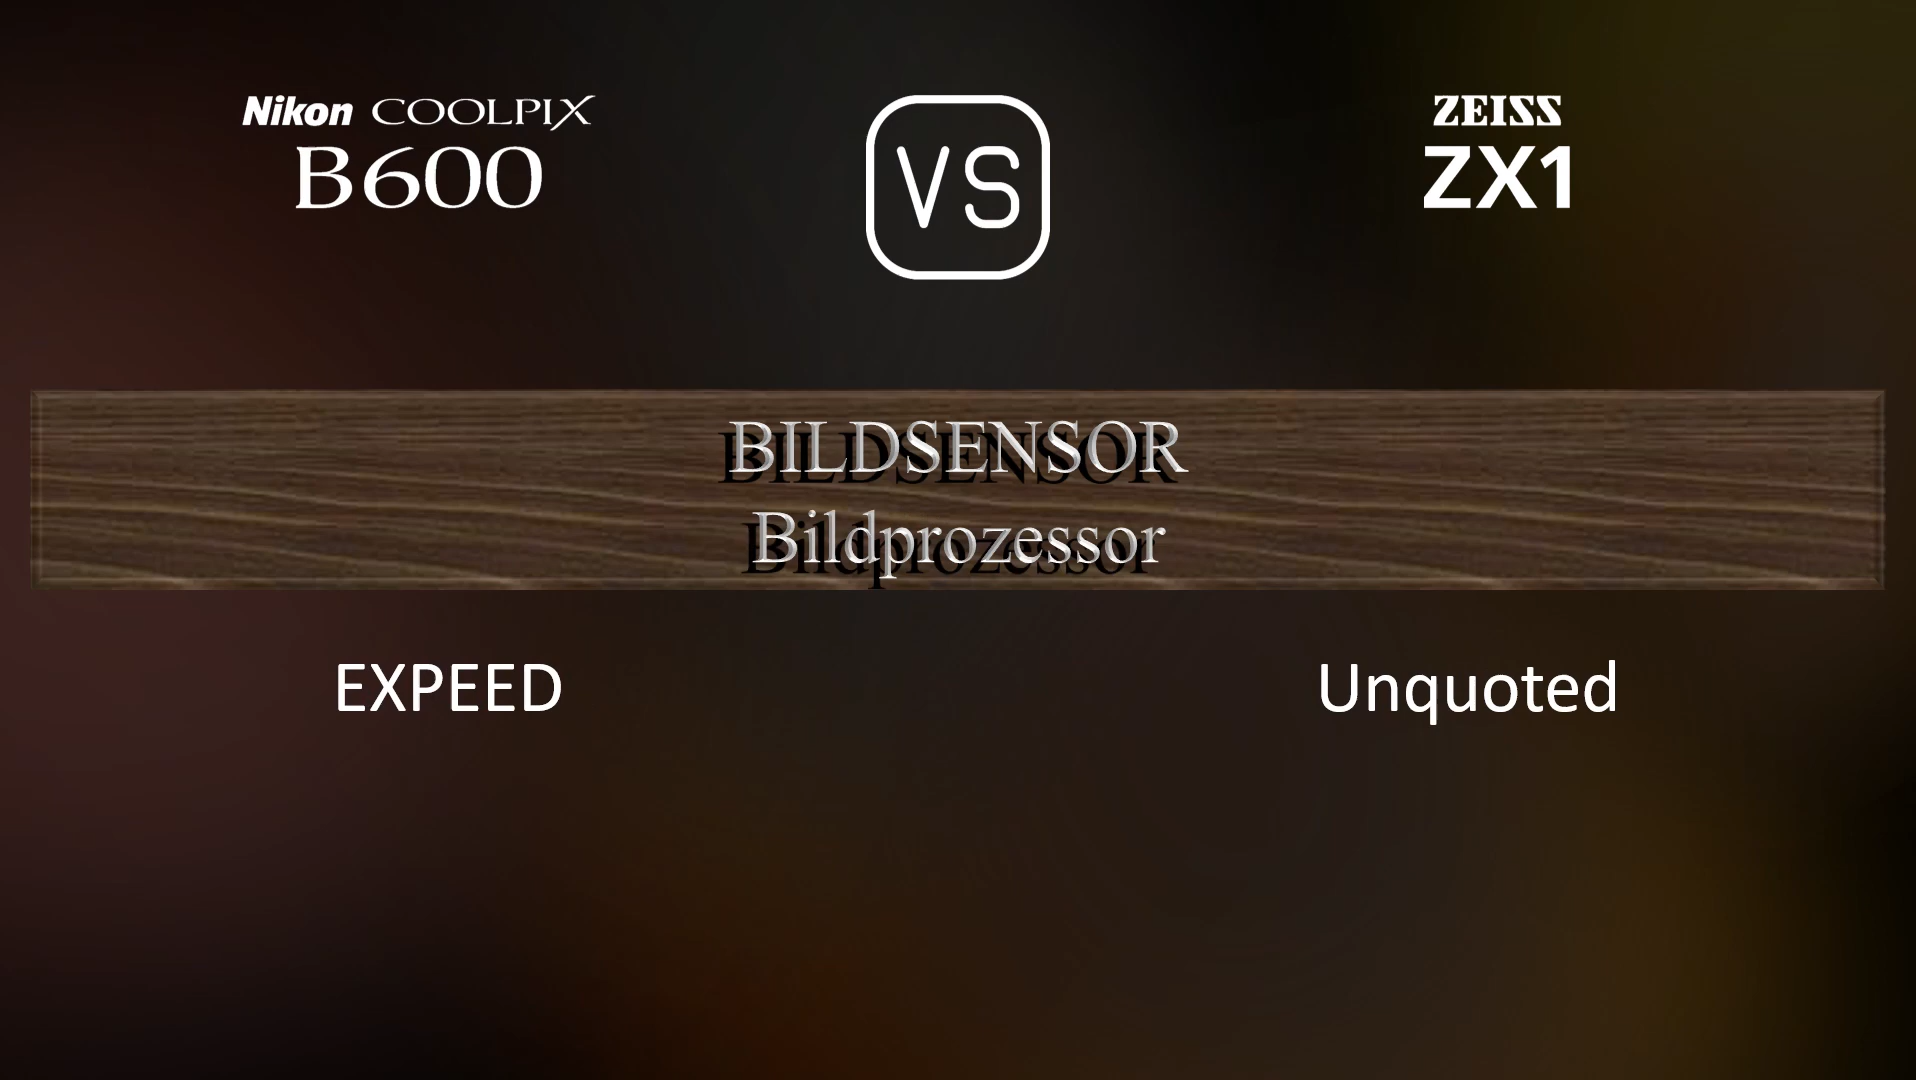 Nikon COOLPIX
B600
VS
ZEISS
ZX1
BILDSENSOR
Bildprozessor
EXPEED
Unquoted